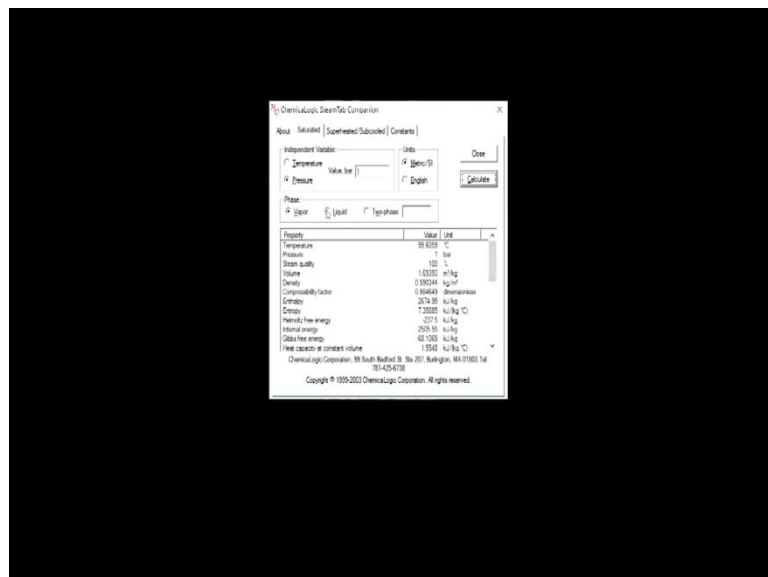 ChemicaLogic SteamTab Companion
About Saturated Superheated/Subcooled Constants
Independent Variable: Units
Temperature Value, bar 1 Metric/SI Close
Pressure English Calculate
Phase:
Vapor Liquid Two-phase
Property Value Unit
Temperature 99.6059 °C
Pressure 1 bar
Steam quality 100 %
Volume 1.69393 m³/kg
Density 0.590344 kg/m³
Compressibility factor 0.984649 dimensionless
Enthalpy 2674.95 kJ/kg
Entropy 7.35885 kJ/(kg °C)
Helmoltz free energy -237.5 kJ/kg
Internal energy 2505.55 kJ/kg
Gibbs free energy -68.1069 kJ/kg
Heat capacity at constant volume 1.5548 kJ/(kg °C)
ChemicaLogic Corporation, 99 South Bedford St. Ste 207, Burlington, MA 01803 Tel:
781-425-6738
Copyright © 1999-2003 ChemicaLogic Corporation. All rights reserved.